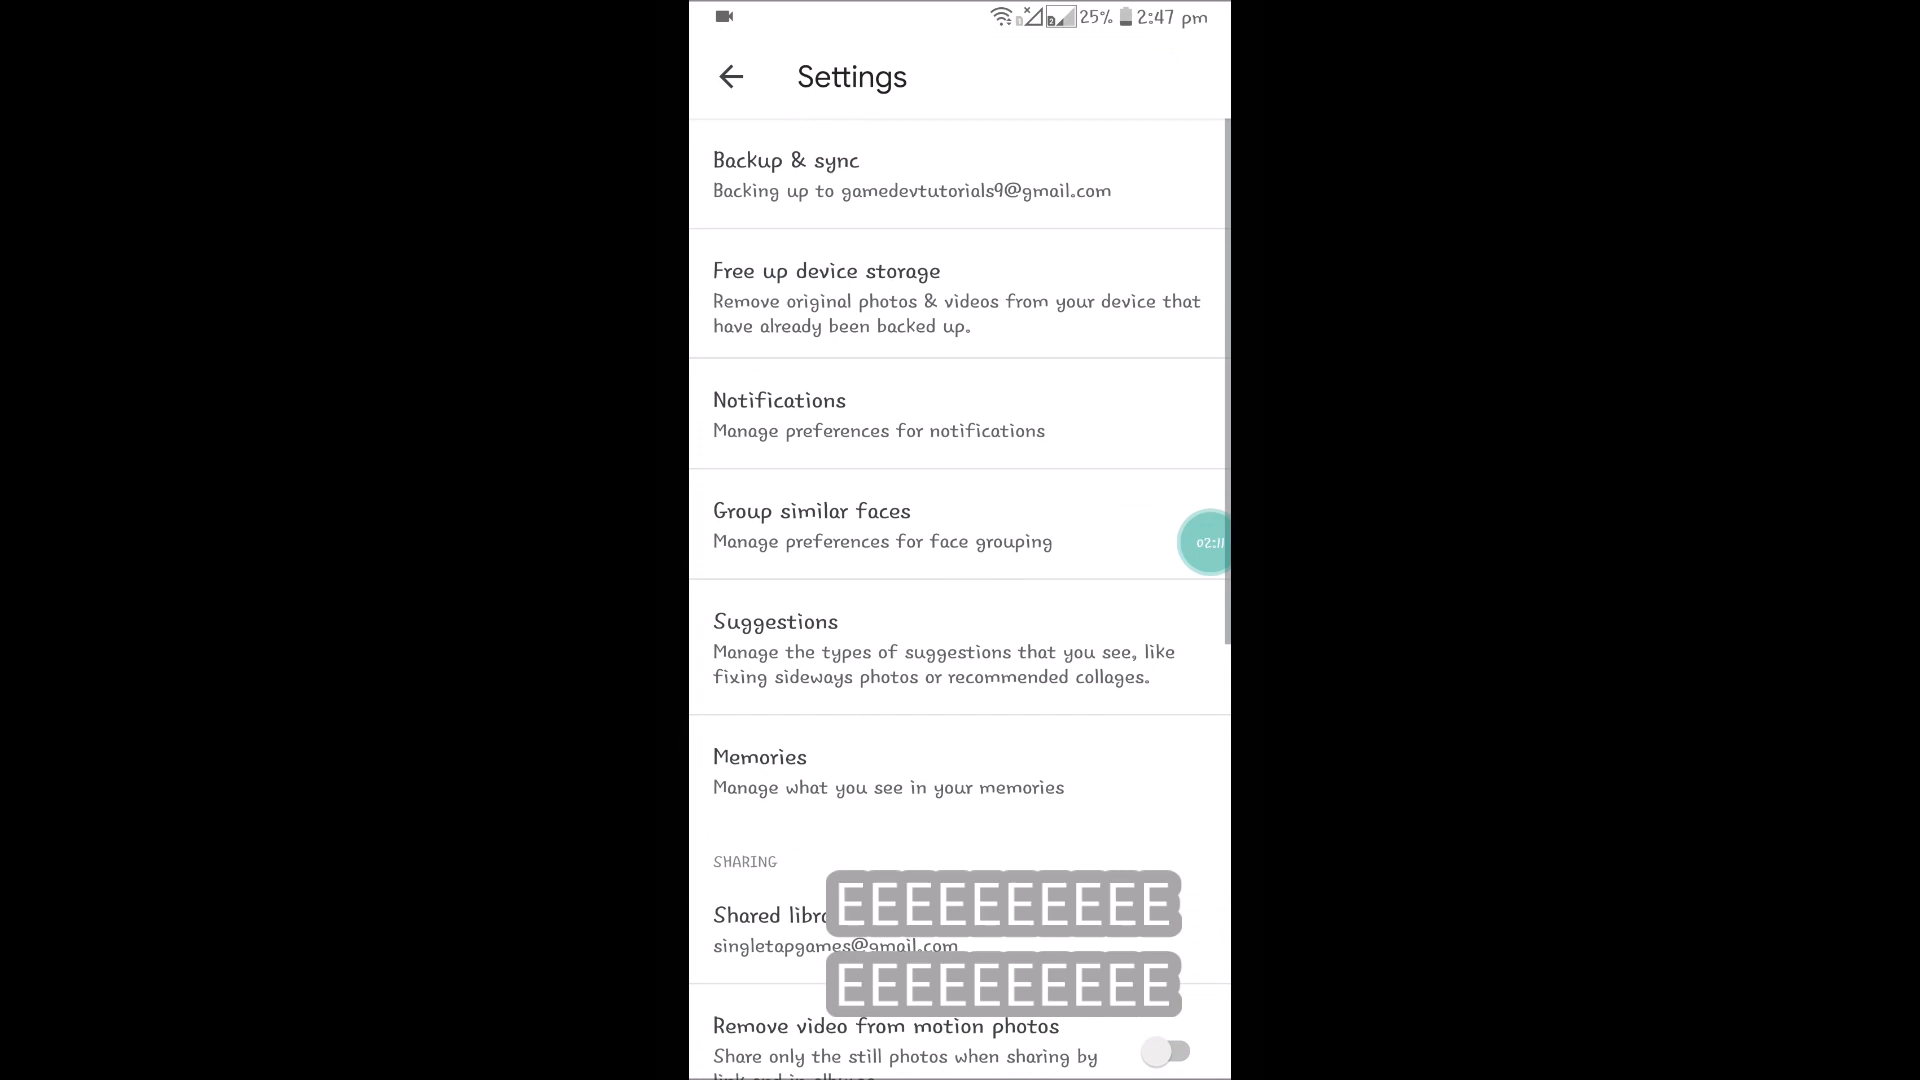 25% 2:47 pm
Settings
Backup & sync
Backing up to gamedevtutorials9@gmail.com
Free up device storage
Remove original photos & videos from your device that
have already been backed up.
Notifications
Manage preferences for notifications
Group similar faces
Manage preferences for face grouping
02:11
Suggestions
Manage the types of suggestions that you see, like
fixing sideways photos or recommended collages.
Memories
Manage what you see in your memories
SHARING
EEEEEEEEEE
Shared
singletapgames@gmail.com
EEEEEEEEEE
Remove video from motion photos
Share only the still photos when sharing by